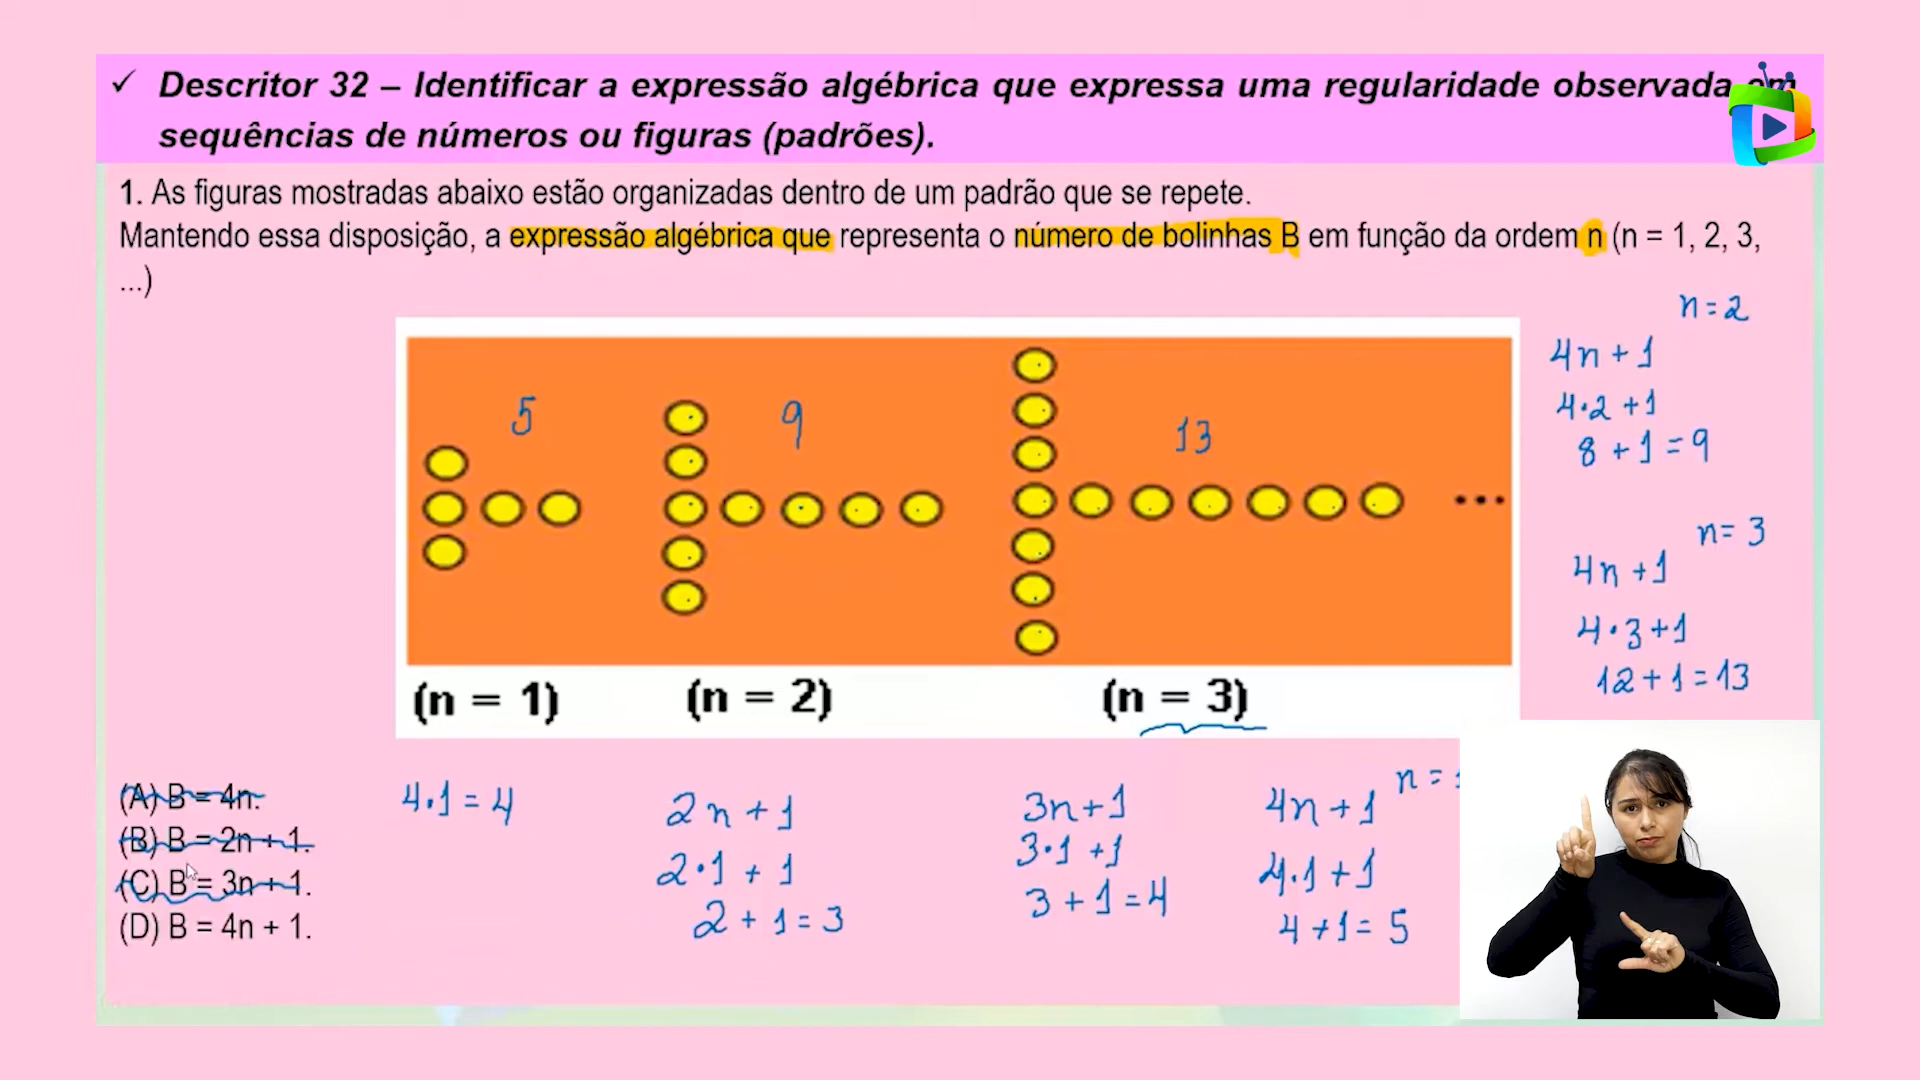 ✓ Descritor 32 – Identificar a expressão algébrica que expressa uma regularidade observada em
sequências de números ou figuras (padrões).
1. As figuras mostradas abaixo estão organizadas dentro de um padrão que se repete.
Mantendo essa disposição, a expressão algébrica que representa o número de bolinhas B em função da ordem n (n = 1, 2, 3,
...)
5
9
13
...
(n = 1)
(n = 2)
(n = 3)
n = 2
4n + 1
4·2 + 1
8 + 1 = 9
n = 3
4n + 1
4·3 + 1
12 + 1 = 13
(A) B = 4n.
(B) B = 2n + 1.
(C) B = 3n + 1.
(D) B = 4n + 1.
4·1 = 4
2n + 1
2·1 + 1
2 + 1 = 3
3n + 1
3·1 + 1
3 + 1 = 4
n =
4n + 1
4·1 + 1
4 + 1 = 5